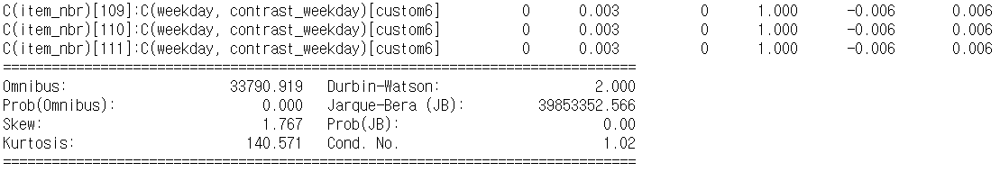 C(item_nbr)[109]:C(weekday, contrast_weekday)[custom6] 0 0.003 0 1.000 -0.006 0.006
C(item_nbr)[110]:C(weekday, contrast_weekday)[custom6] 0 0.003 0 1.000 -0.006 0.006
C(item_nbr)[111]:C(weekday, contrast_weekday)[custom6] 0 0.003 0 1.000 -0.006 0.006
==============================================================================
Omnibus: 33790.919 Durbin-Watson: 2.000
Prob(Omnibus): 0.000 Jarque-Bera (JB): 39853352.566
Skew: 1.767 Prob(JB): 0.00
Kurtosis: 140.571 Cond. No. 1.02
==============================================================================